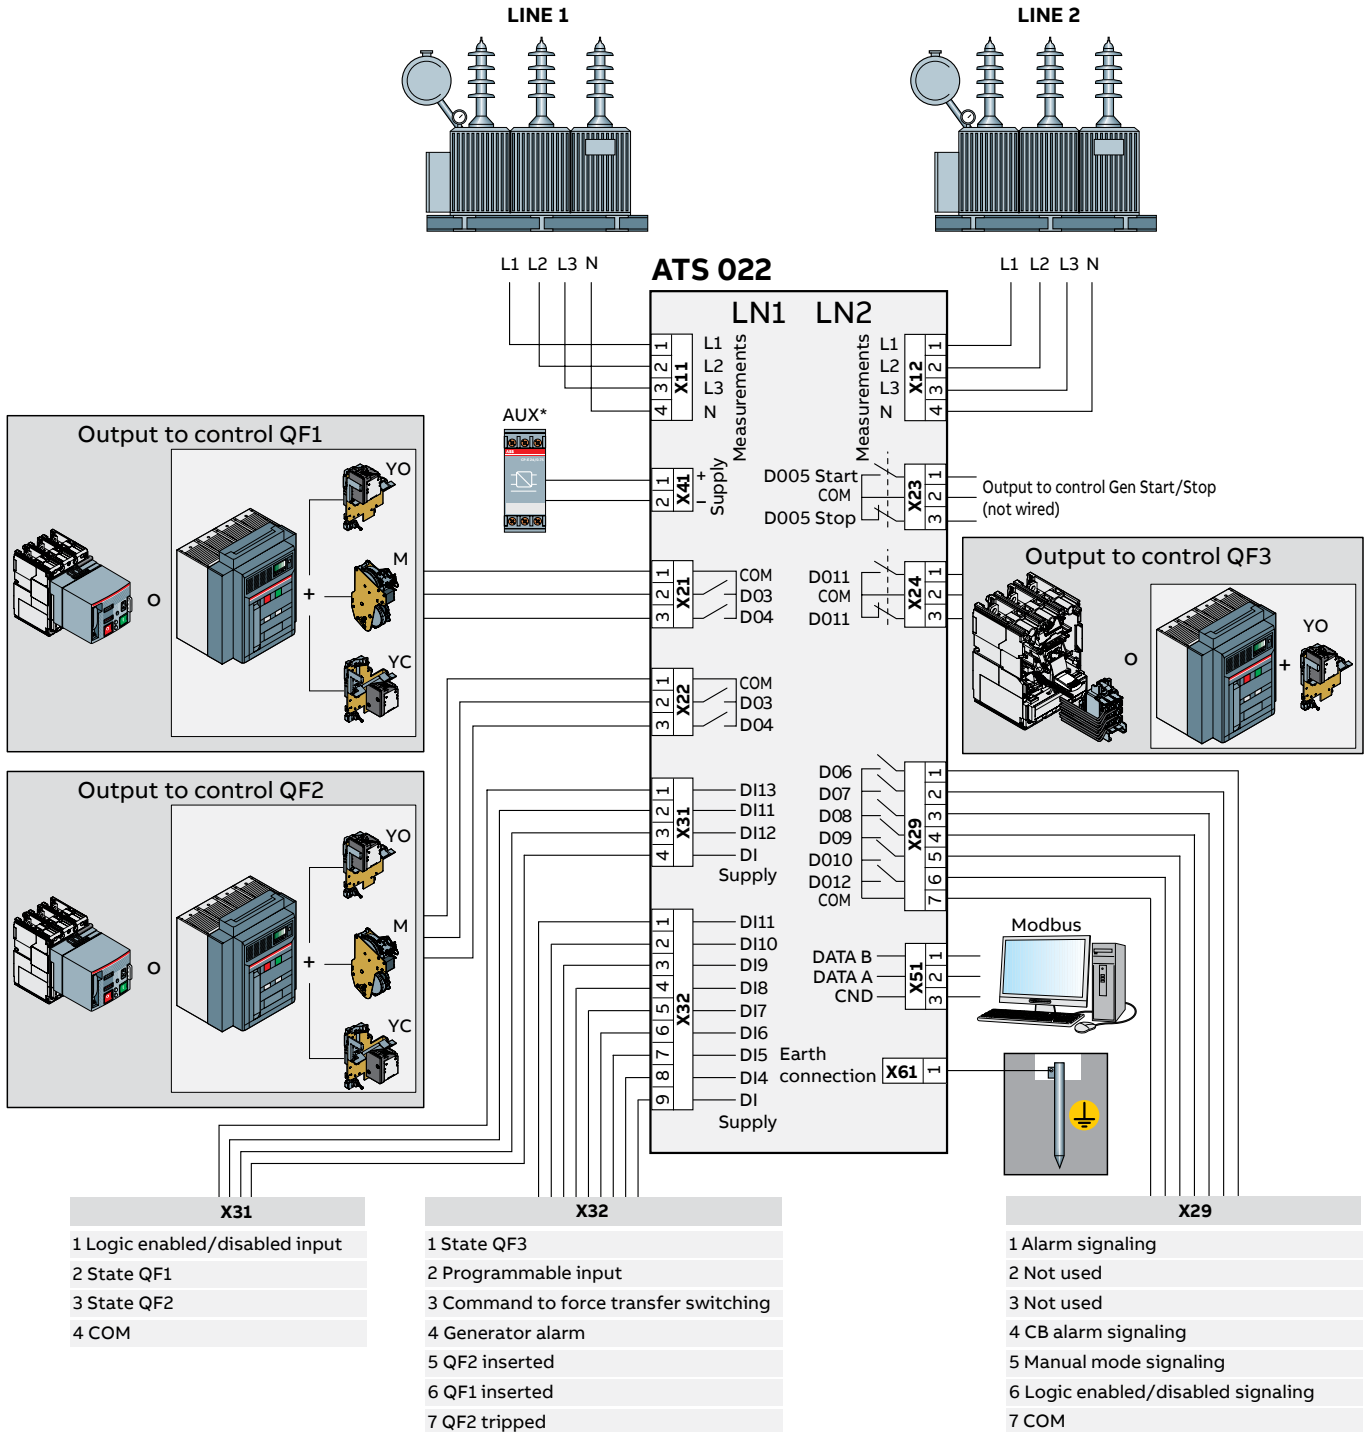 LINE 1
LINE 2
L1 L2 L3 N
ATS 022
L1 L2 L3 N
LN1 LN2
1
2
3
4
X11
L1
L2
L3
N
Measurements
Measurements
L1
L2
L3
N
X12
1
2
3
4
AUX*
ABB
1
2
X41
+
–
Supply
D005 Start
COM
D005 Stop
X23
1
2
3
Output to control Gen Start/Stop
(not wired)
Output to control QF1
YO
M
YC
O
+
1
2
3
X21
COM
D03
D04
D011
COM
D011
X24
1
2
3
Output to control QF3
YO
O
+
1
2
3
X22
COM
D03
D04
Output to control QF2
YO
M
YC
O
+
1
2
3
4
X31
DI13
DI11
DI12
DI
Supply
D06
D07
D08
D09
D010
D012
COM
X29
1
2
3
4
5
6
7
1
2
3
4
5
6
7
8
9
X32
DI11
DI10
DI9
DI8
DI7
DI6
DI5
DI4
DI
Supply
DATA B
DATA A
CND
X51
1
2
3
Modbus
Earth
connection
X61
1
X31
1 Logic enabled/disabled input
2 State QF1
3 State QF2
4 COM
X32
1 State QF3
2 Programmable input
3 Command to force transfer switching
4 Generator alarm
5 QF2 inserted
6 QF1 inserted
7 QF2 tripped
X29
1 Alarm signaling
2 Not used
3 Not used
4 CB alarm signaling
5 Manual mode signaling
6 Logic enabled/disabled signaling
7 COM